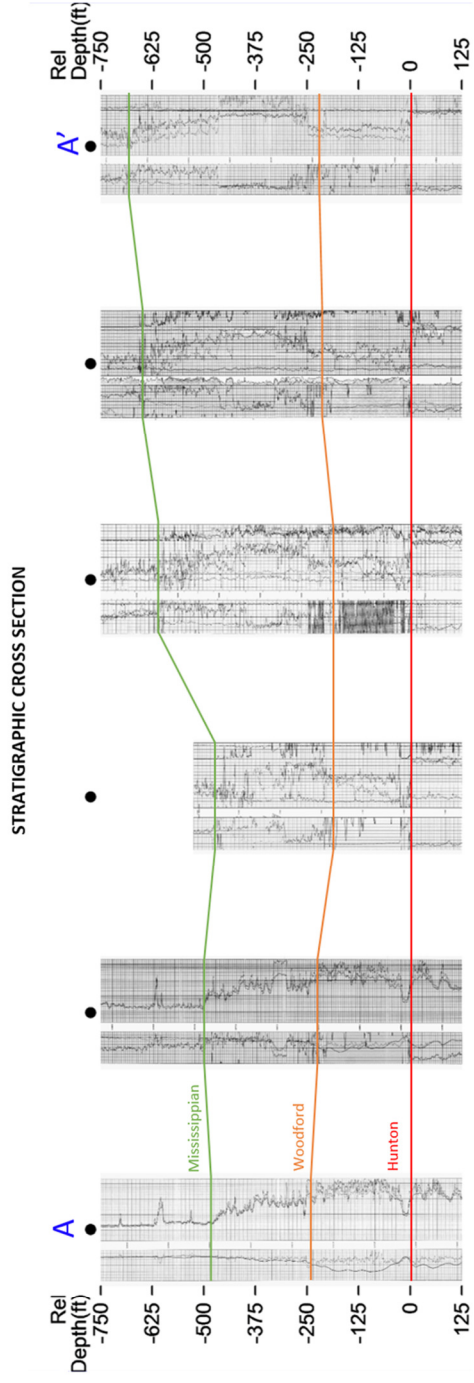 STRATIGRAPHIC CROSS SECTION
Rel
Depth(ft)
-750
-625
-500
-375
-250
-125
0
125
A
Mississippian
Woodford
Hunton
A'
Rel
Depth(ft)
-750
-625
-500
-375
-250
-125
0
125